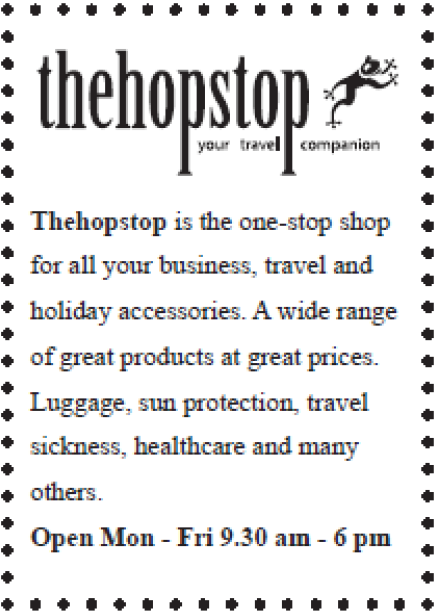 thehopstop
your travel companion
Thehopstop is the one-stop shop
for all your business, travel and
holiday accessories. A wide range
of great products at great prices.
Luggage, sun protection, travel
sickness, healthcare and many
others.
Open Mon - Fri 9.30 am - 6 pm